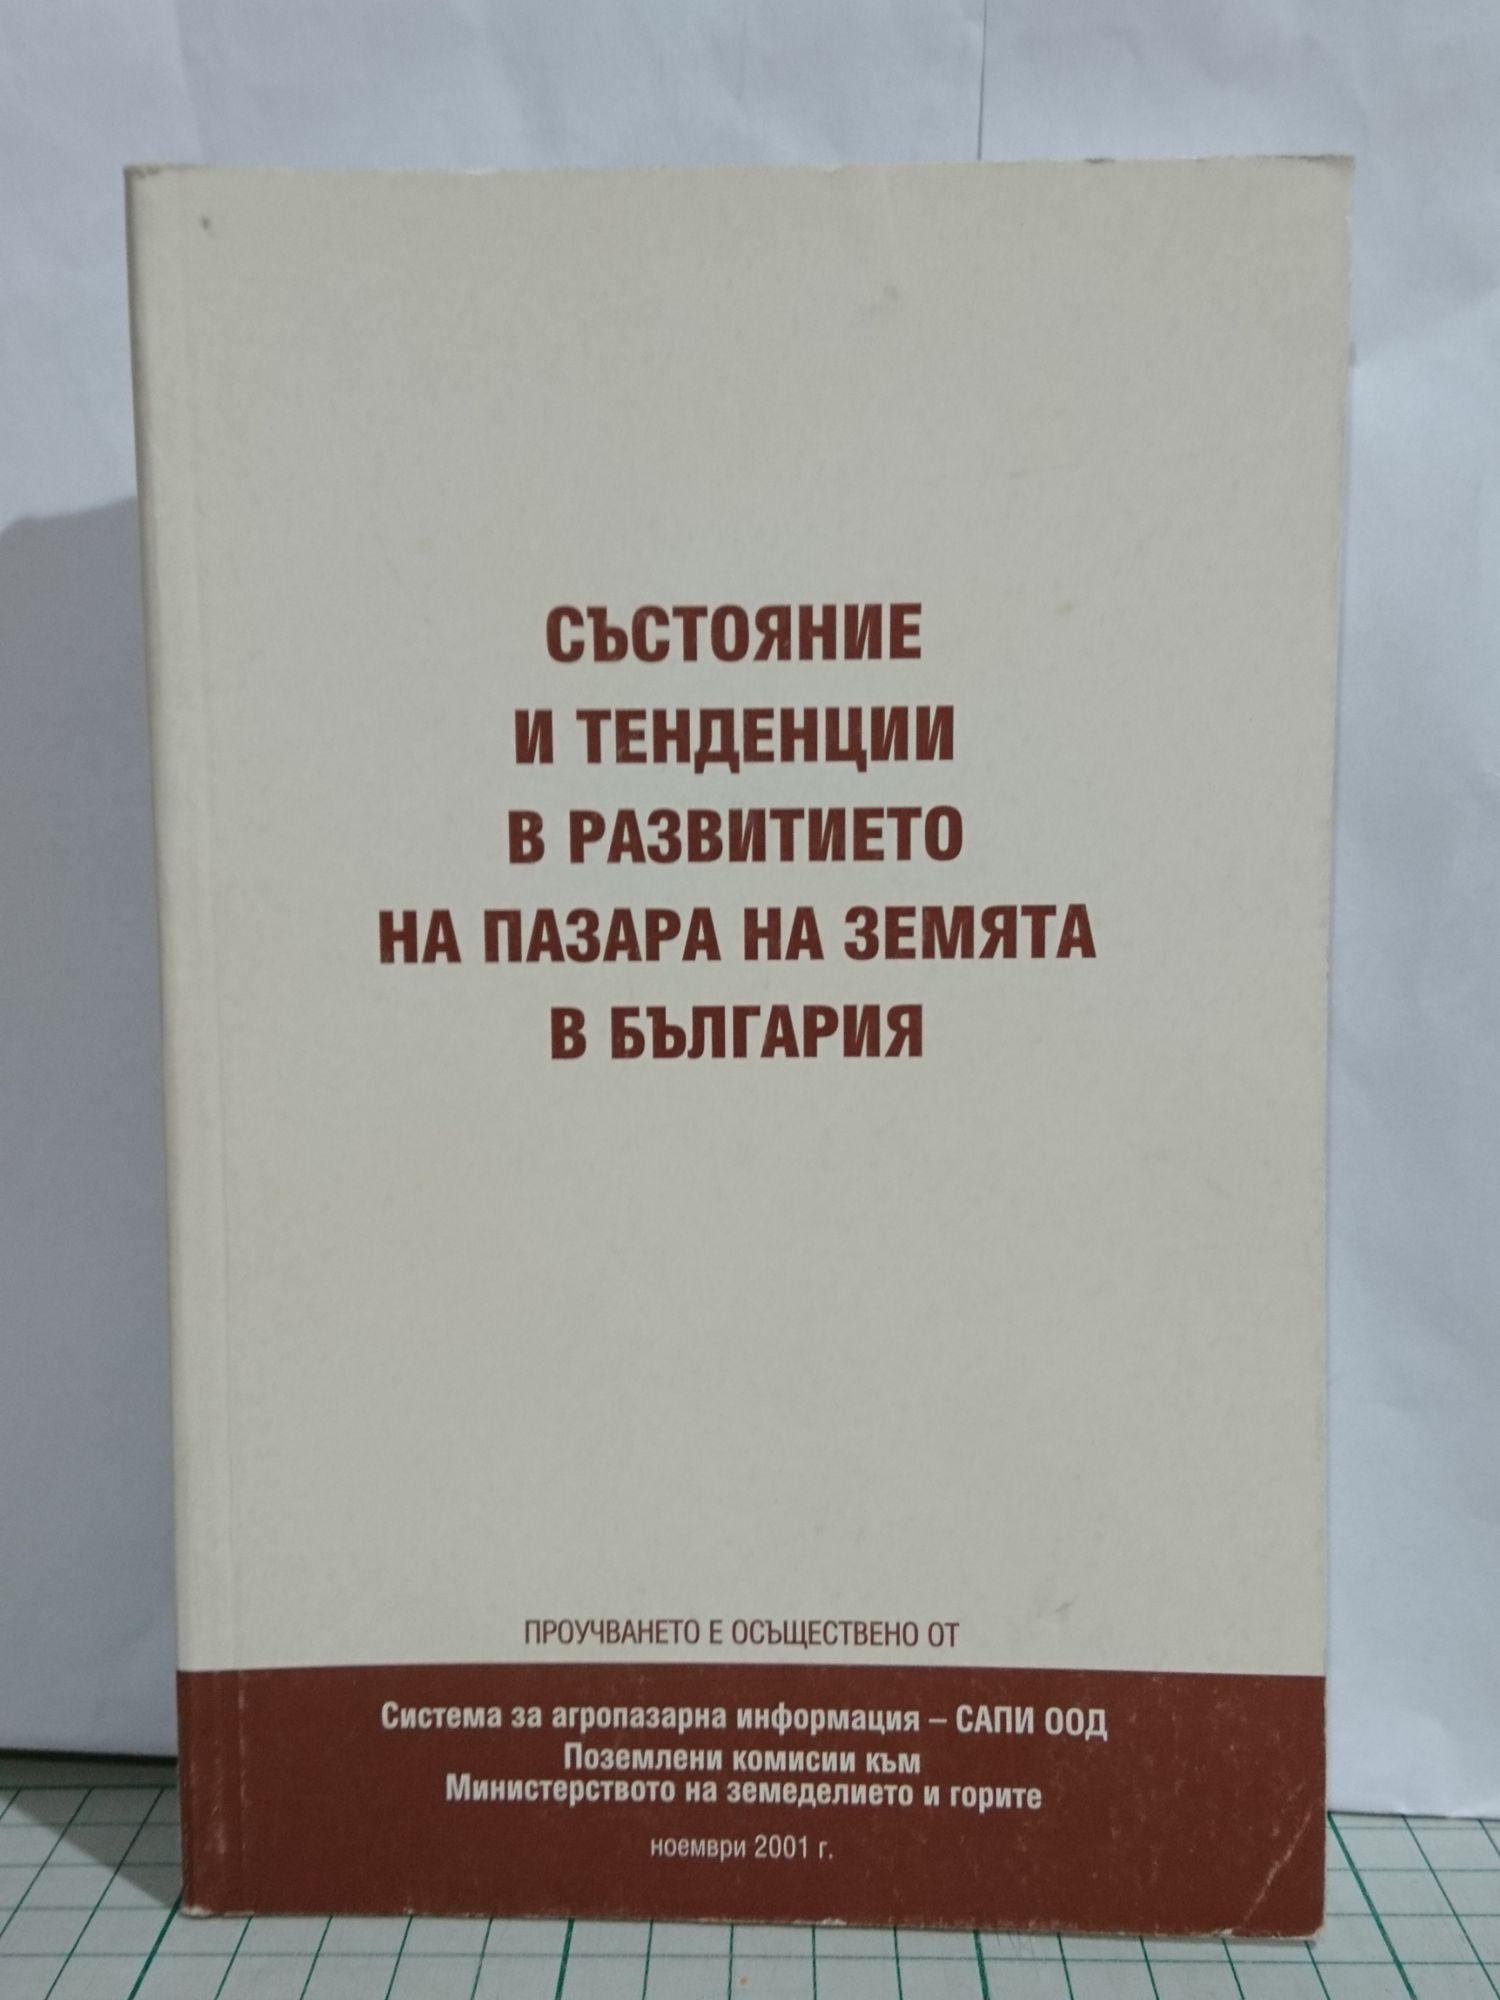 СЪСТОЯНИЕ
И ТЕНДЕНЦИИ
В РАЗВИТИЕТО
НА ПАЗАРА НА ЗЕМЯТА
В БЪЛГАРИЯ
ПРОУЧВАНЕТО Е ОСЪЩЕСТВЕНО ОТ
Система за агропазарна информация – САПИ ООД
Поземлени комисии към
Министерството на земеделието и горите
ноември 2001 г.